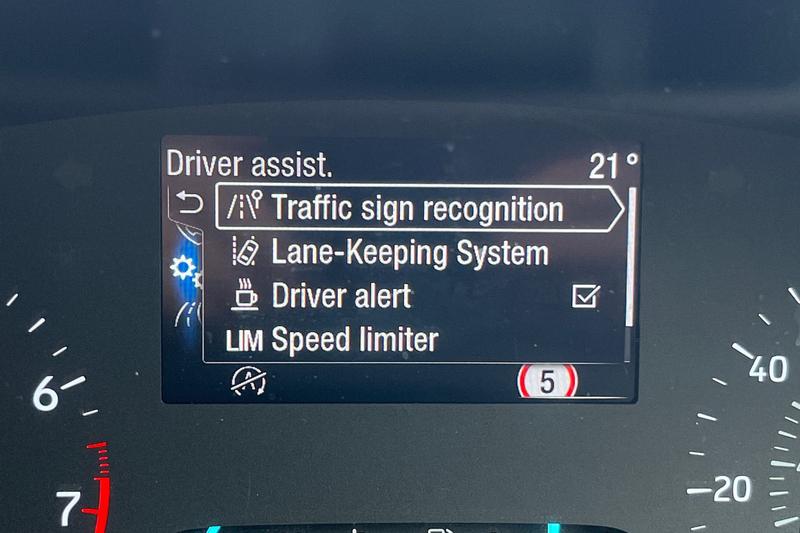 Driver assist. 21°
Traffic sign recognition
Lane-Keeping System
Driver alert
LIM Speed limiter
A 5
6
7
40
20